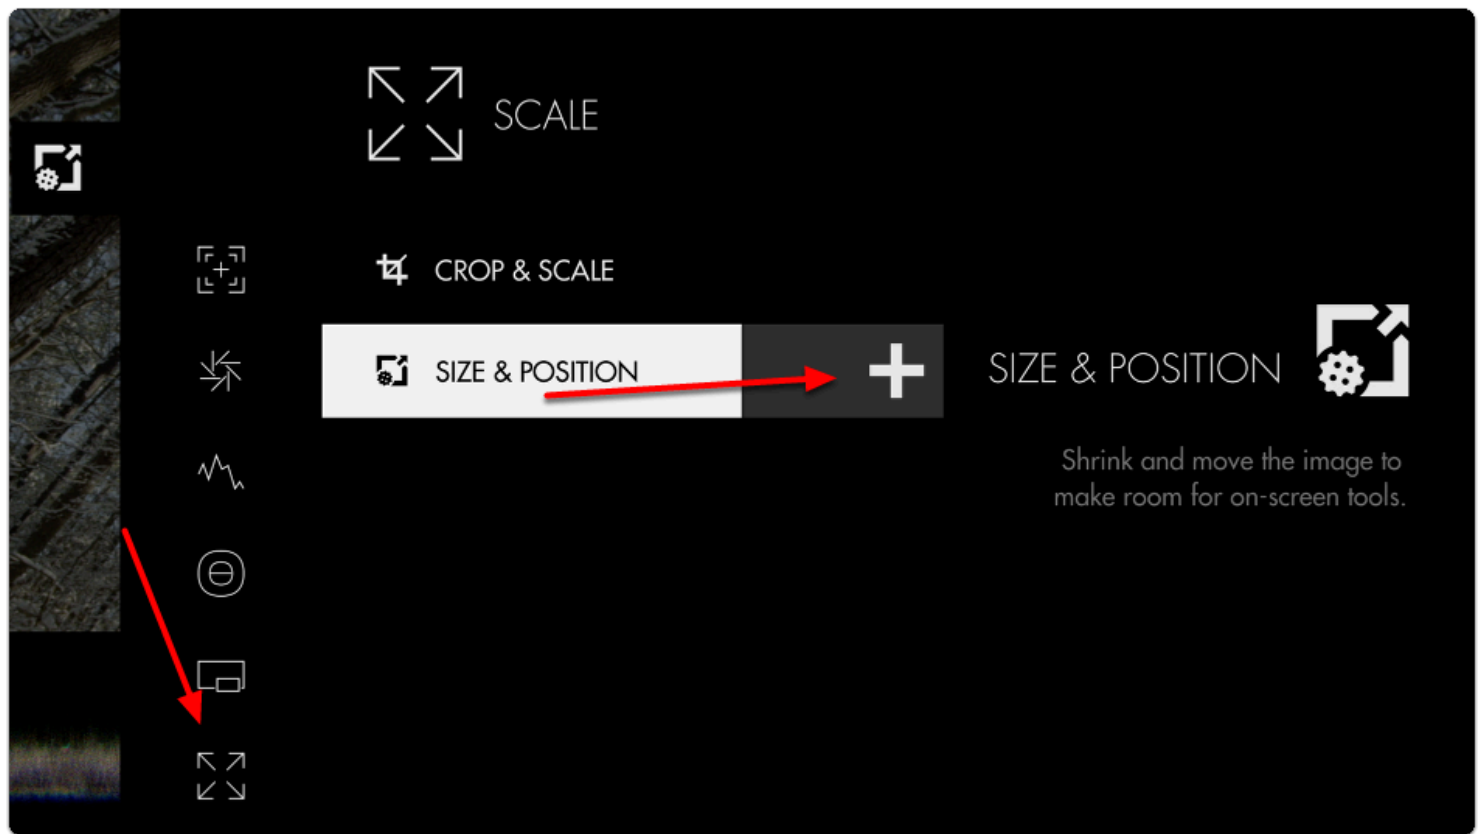 SCALE
CROP & SCALE
SIZE & POSITION
SIZE & POSITION
Shrink and move the image to
make room for on-screen tools.